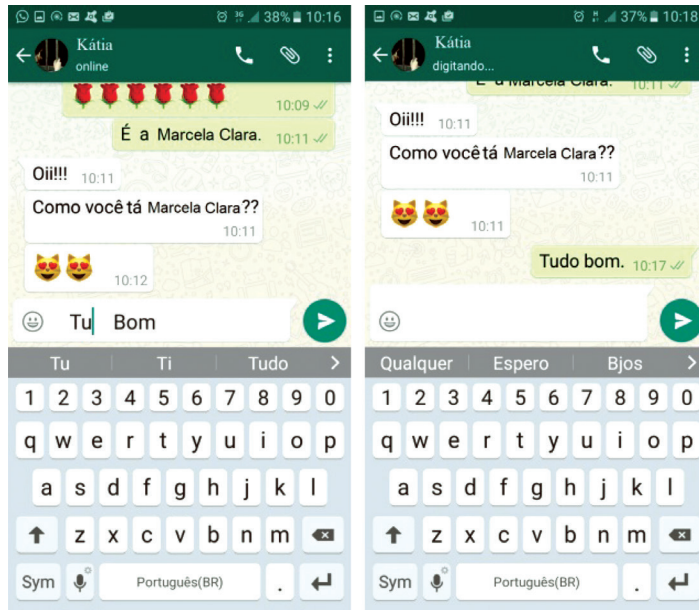 38% 10:16
Kátia
online
10:09
É a Marcela Clara. 10:11
Oii!!! 10:11
Como você tá Marcela Clara??
10:11
10:12
Tu Bom
Tu Ti Tudo
1 2 3 4 5 6 7 8 9 0
q w e r t y u i o p
a s d f g h j k l
z x c v b n m
Sym Português(BR) .
37% 10:18
Kátia
digitando...
10:11
Oii!!! 10:11
Como você tá Marcela Clara??
10:11
10:11
Tudo bom. 10:17
Qualquer Espero Bjos
1 2 3 4 5 6 7 8 9 0
q w e r t y u i o p
a s d f g h j k l
z x c v b n m
Sym Português(BR) .